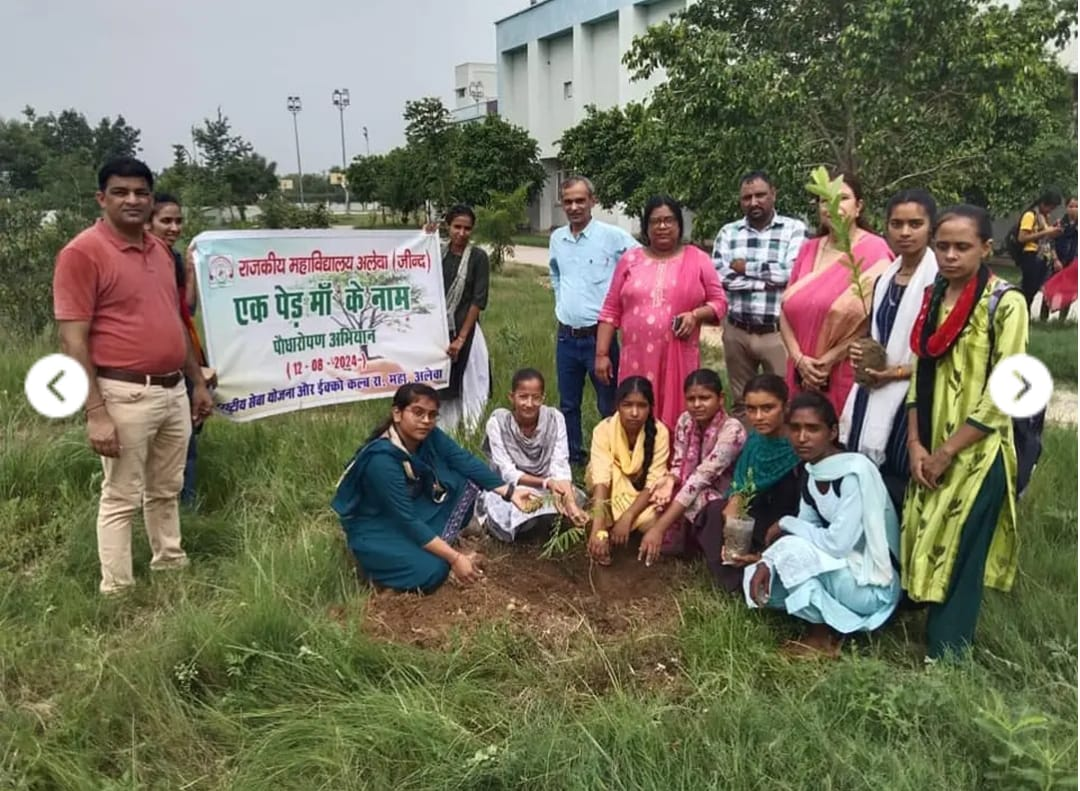 राजकीय महाविद्यालय अलेवा (जीन्द)
एक पेड़ माँ के नाम
पौधारोपण अभियान
(12-08-2024)
सेवा योजना और ईको क्लब रा. महा. अलेवा